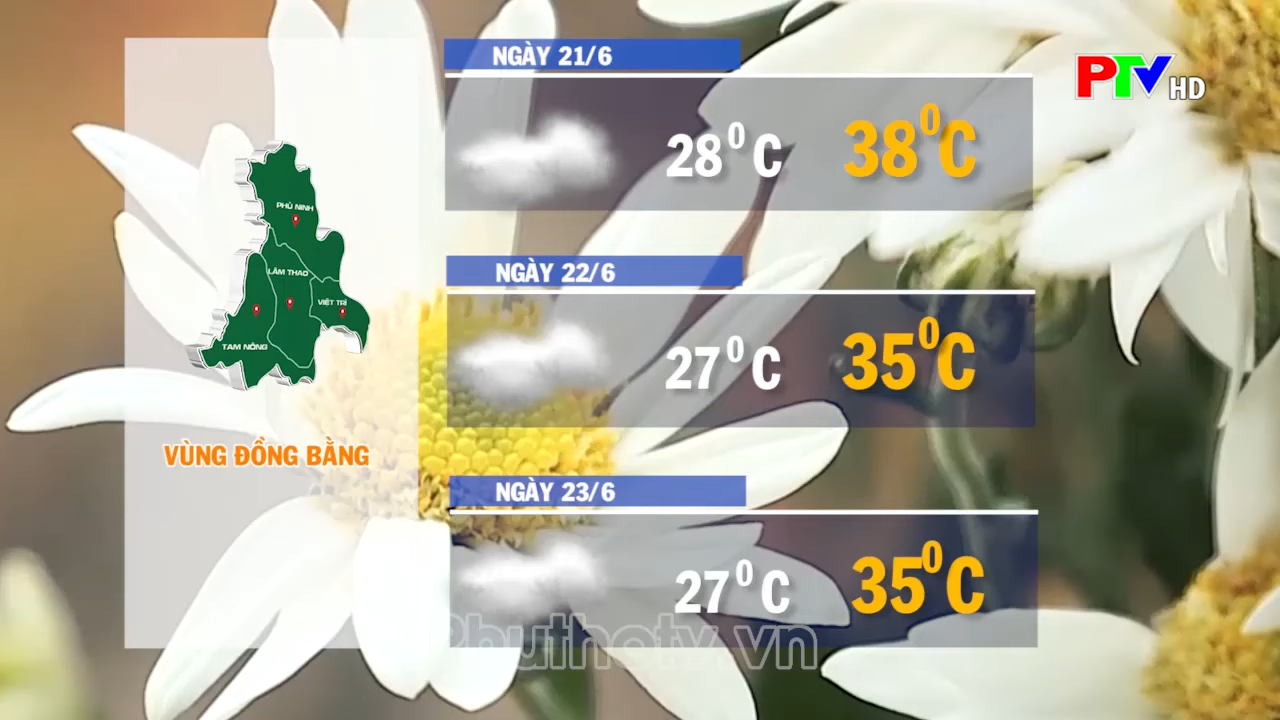 PTV HD
NGÀY 21/6
28⁰C 38⁰C
PHÙ NINH
LÂM THAO
VIỆT TRÌ
TAM NÔNG
VÙNG ĐỒNG BẰNG
NGÀY 22/6
27⁰C 35⁰C
NGÀY 23/6
27⁰C 35⁰C
Phuthotv.vn